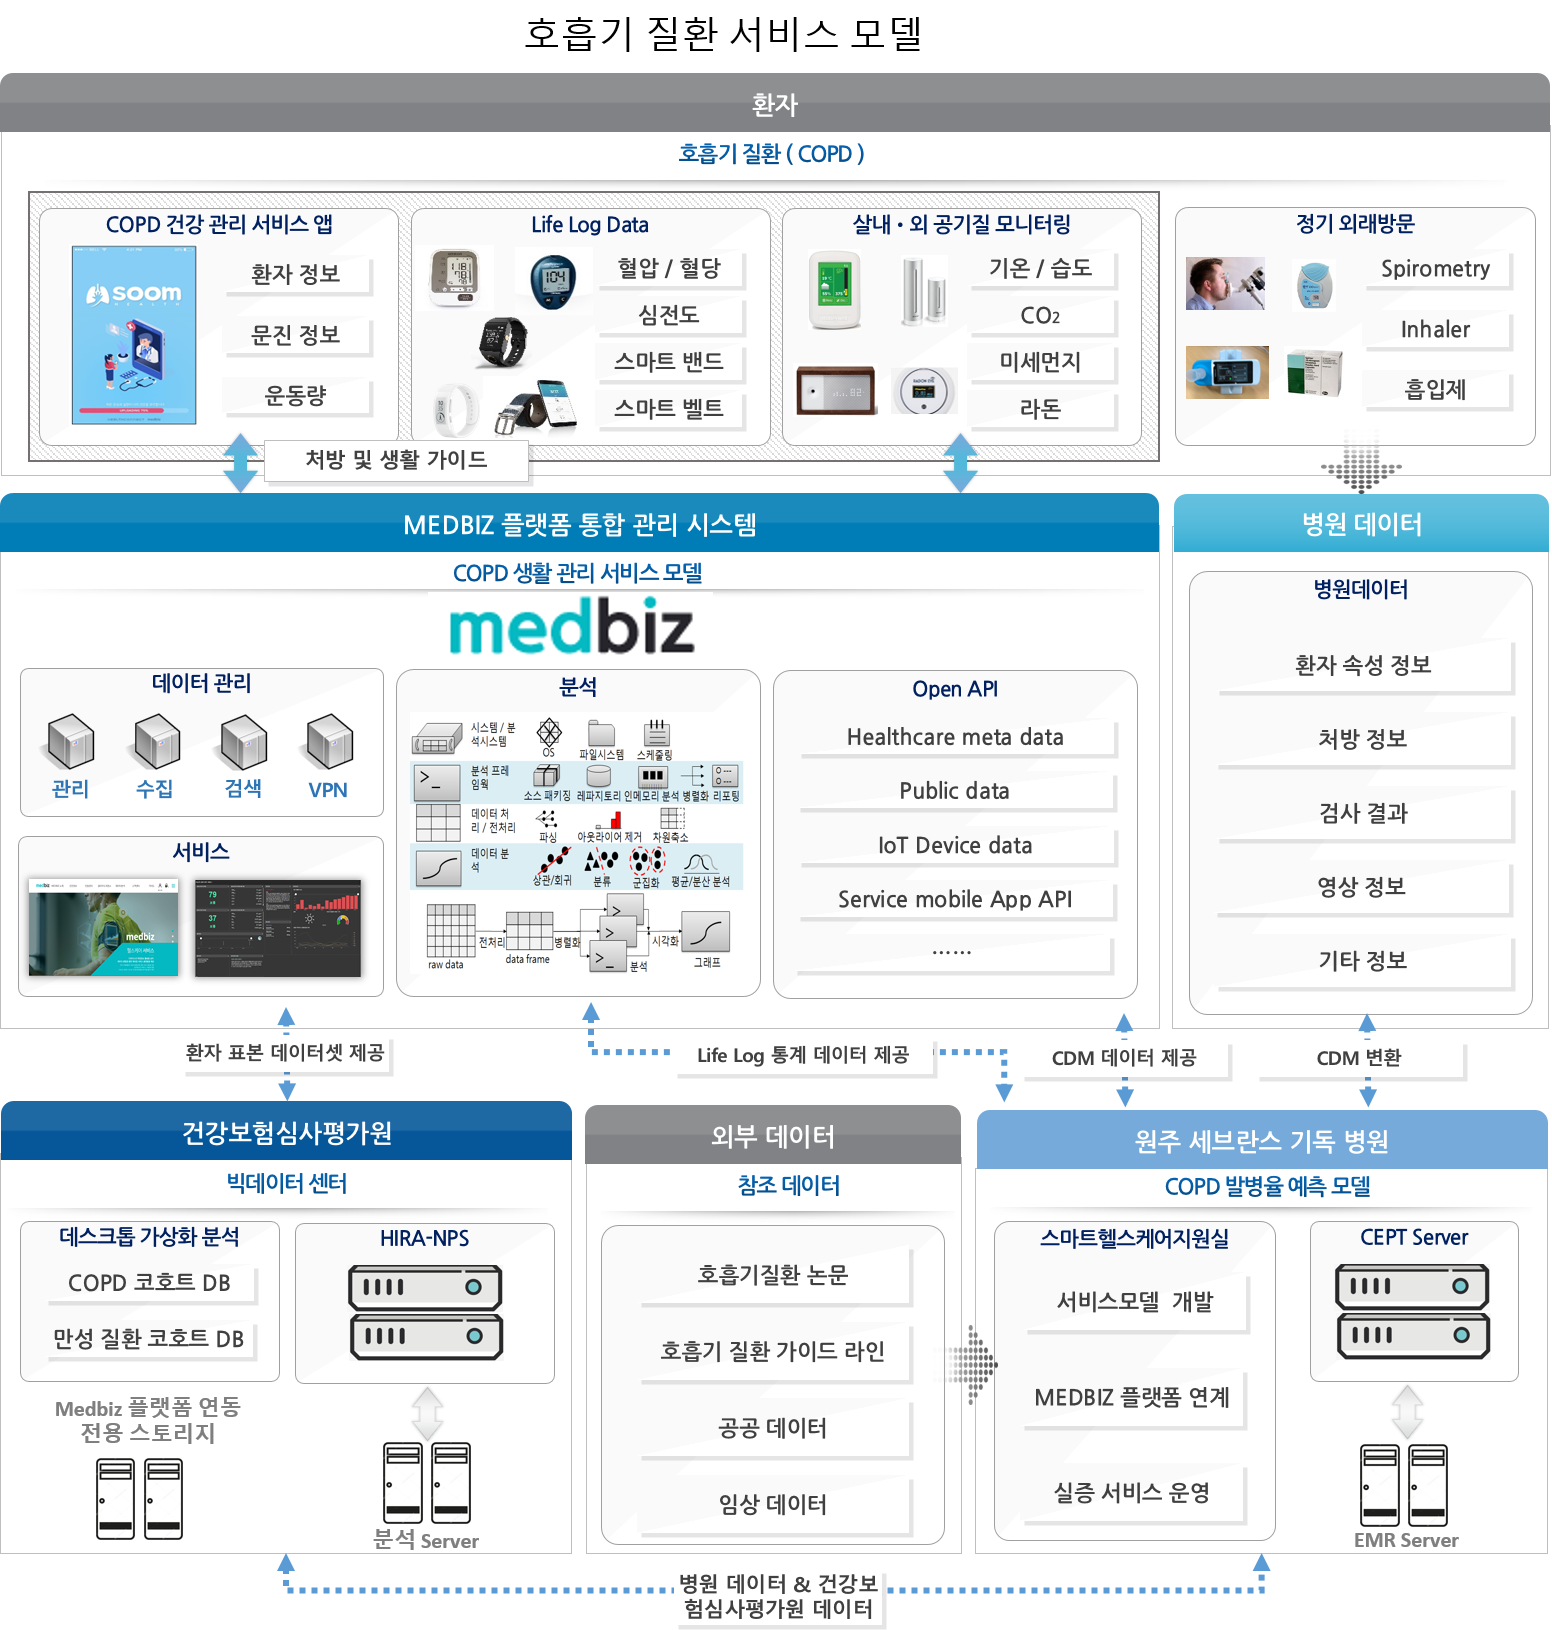 호흡기 질환 서비스 모델
환자
호흡기 질환 ( COPD )
COPD 건강 관리 서비스 앱
soom
환자 정보
문진 정보
운동량
Life Log Data
혈압 / 혈당
심전도
스마트 밴드
스마트 벨트
살내 • 외 공기질 모니터링
기온 / 습도
CO₂
미세먼지
라돈
정기 외래방문
Spirometry
Inhaler
흡입제
처방 및 생활 가이드
MEDBIZ 플랫폼 통합 관리 시스템
COPD 생활 관리 서비스 모델
medbiz
데이터 관리
관리
수집
검색
VPN
서비스
medbiz
79
37
분석
시스템 / 분
석시스템
OS
파일시스템
스케줄링
분석 프레
임웍
소스 패키징
레파지토리
인메모리 분석
병렬화
리포팅
데이터 처
리 / 전처리
파싱
아웃라이어 제거
차원축소
데이터 분
석
상관/회귀
분류
군집화
평균/분산 분석
raw data
전처리
data frame
병렬화
분석
시각화
그래프
Open API
Healthcare meta data
Public data
IoT Device data
Service mobile App API
……
병원 데이터
병원데이터
환자 속성 정보
처방 정보
검사 결과
영상 정보
기타 정보
환자 표본 데이터셋 제공
Life Log 통계 데이터 제공
CDM 데이터 제공
CDM 변환
건강보험심사평가원
빅데이터 센터
데스크톱 가상화 분석
COPD 코호트 DB
만성 질환 코호트 DB
Medbiz 플랫폼 연동
전용 스토리지
HIRA-NPS
분석 Server
외부 데이터
참조 데이터
호흡기질환 논문
호흡기 질환 가이드 라인
공공 데이터
임상 데이터
원주 세브란스 기독 병원
COPD 발병율 예측 모델
스마트헬스케어지원실
서비스모델 개발
MEDBIZ 플랫폼 연계
실증 서비스 운영
CEPT Server
EMR Server
병원 데이터 & 건강보
험심사평가원 데이터